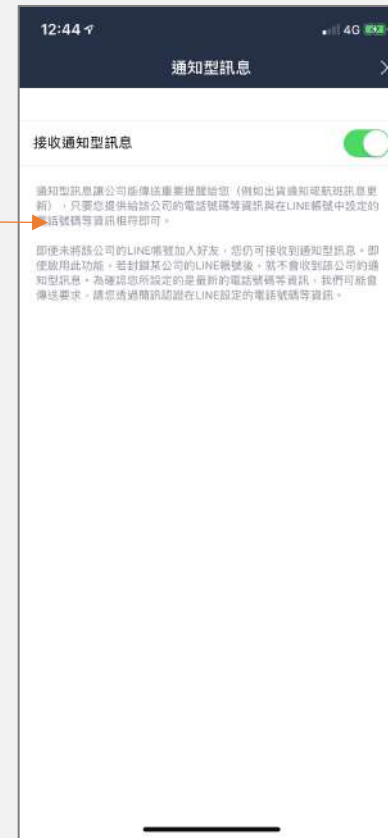 12:44
4G
通知型訊息
接收通知型訊息
通知型訊息讓公司能傳送重要提醒給您（例如出貨通知或航班訊息更
新），只要您提供給該公司的電話號碼等資訊與在LINE帳號中設定的
電話號碼等資訊相符即可。
即使未將該公司的LINE帳號加入好友，您仍可接收到通知型訊息。即
使啟用此功能，若封鎖某公司的LINE帳號後，就不會收到該公司的通
知型訊息。為確認您所設定的是最新的電話號碼等資訊，我們可能會
傳送要求，請您透過簡訊認證在LINE設定的電話號碼等資訊。